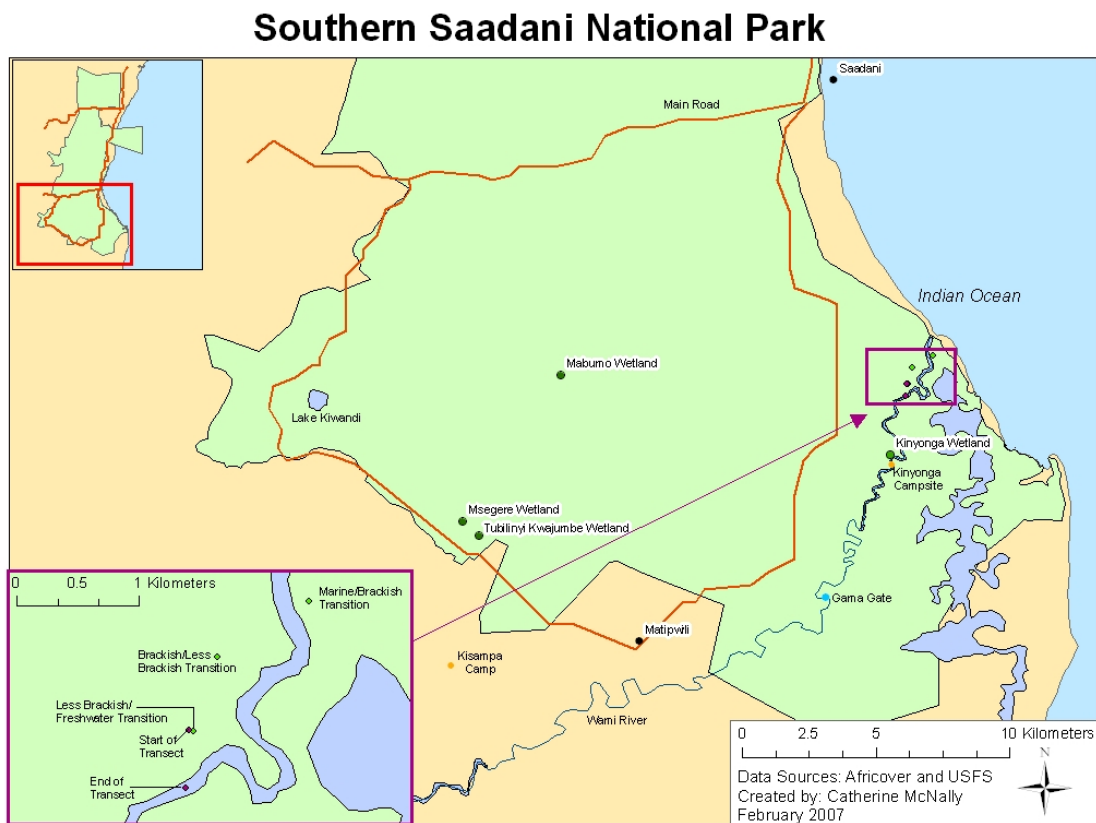 Southern Saadani National Park
Saadani
Main Road
Indian Ocean
Mabumo Wetland
Lake Kiwandi
Kinyonga Wetland
Kinyonga
Campsite
Msegere Wetland
Tubilinyi Kwajumbe Wetland
Gama Gate
Matipwili
Kisampa
Camp
Wami River
0 0.5 1 Kilometers
Marine/Brackish
Transition
Brackish/Less
Brackish Transition
Less Brackish/
Freshwater Transition
Start of
Transect
End of
Transect
0 2.5 5 10 Kilometers
N
Data Sources: Africover and USFS
Created by: Catherine McNally
February 2007